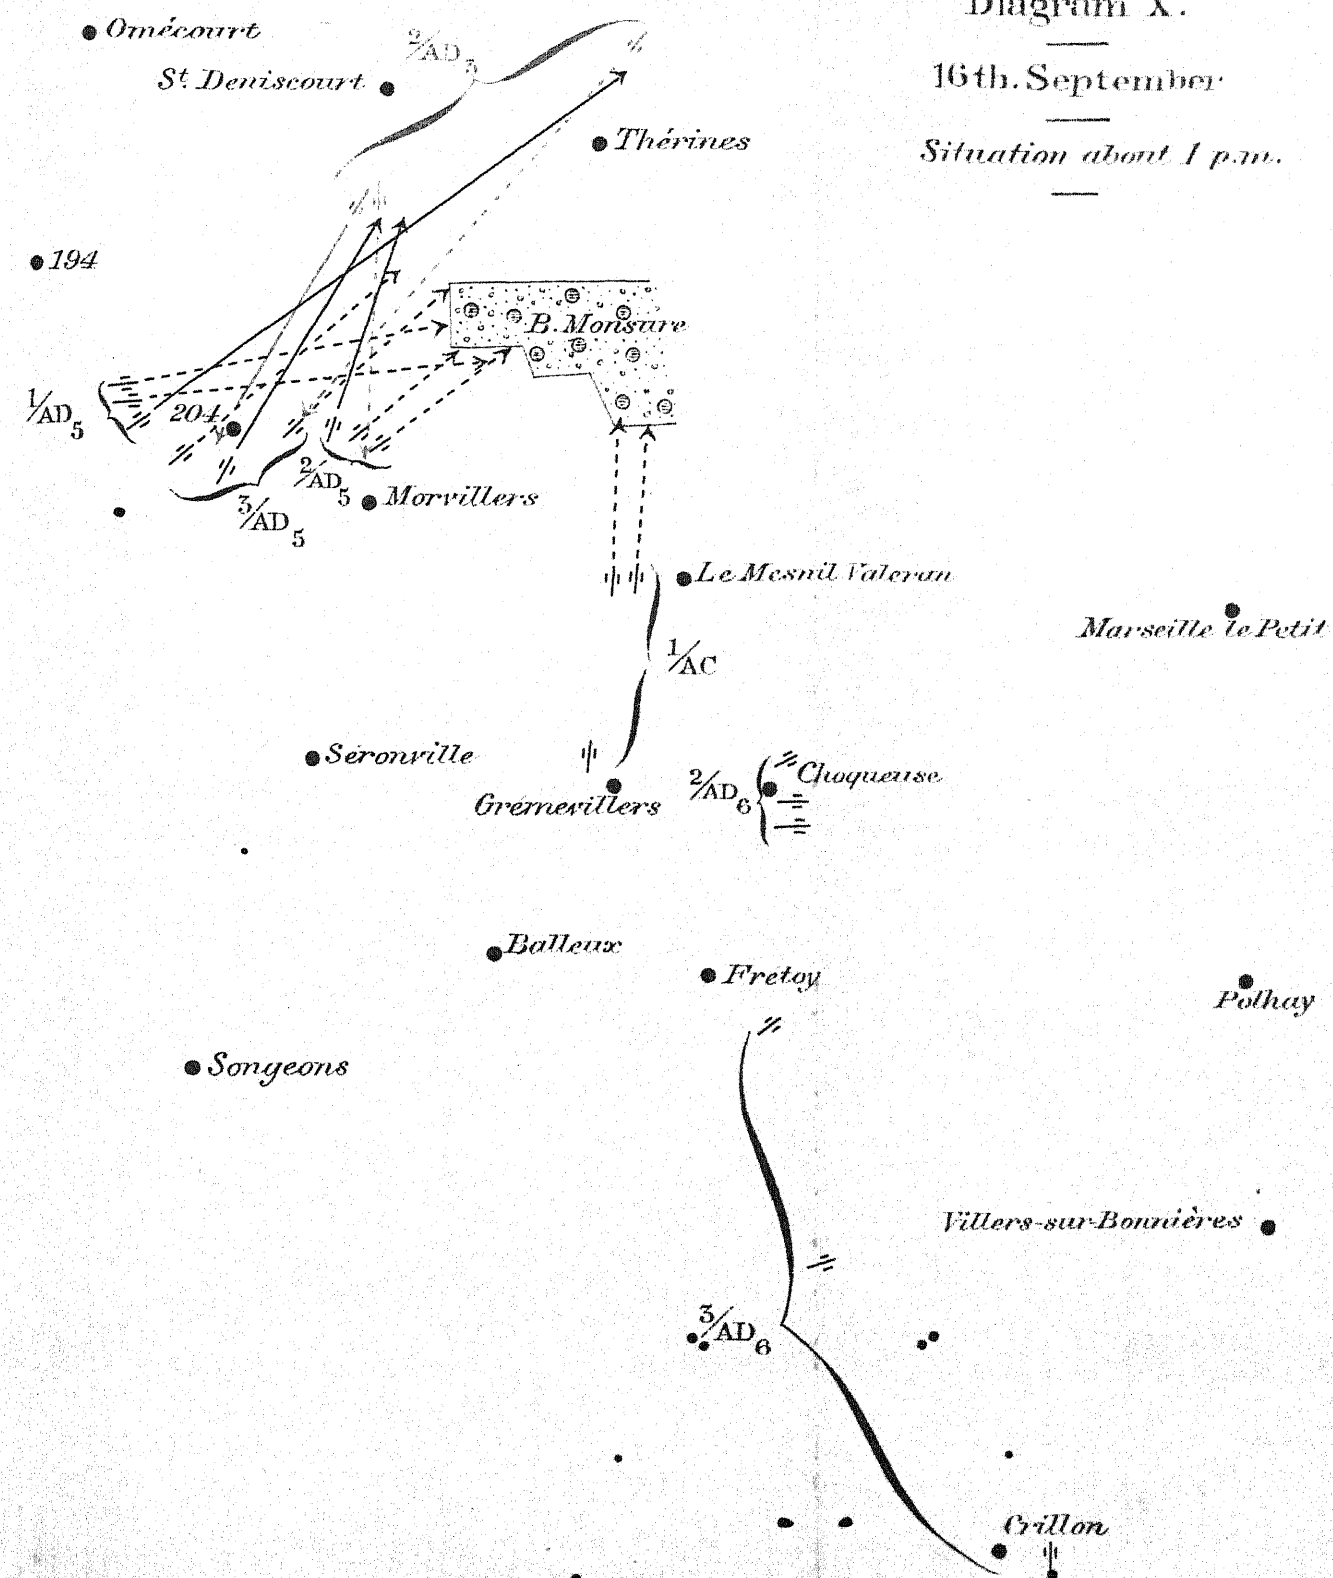 Diagram X.
16th. September
Situation about 1 p.m.
Omécourt
2/AD3
St. Deniscourt
Thérines
194
B. Monsure
1/AD5
204
2/AD5
3/AD5
Morvillers
Le Mesnil Valeran
Marseille le Petit
1/AC
Séronville
Grémevillers
2/AD6
Choqueuse
Balleux
Fretoy
Polhay
Songeons
Villers-sur-Bonnières
3/AD6
Crillon